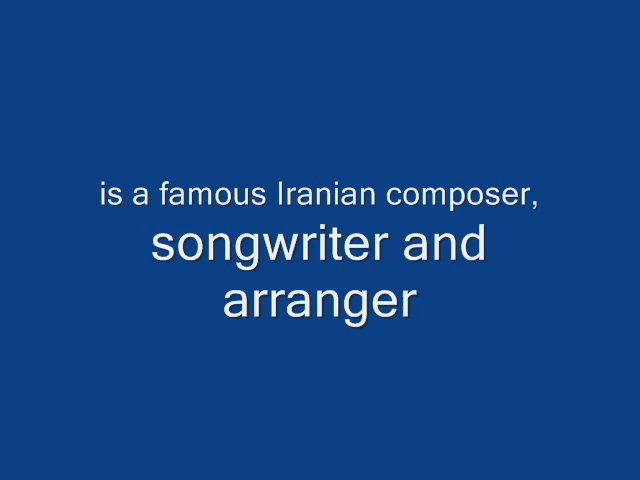 is a famous Iranian composer,
songwriter and
arranger